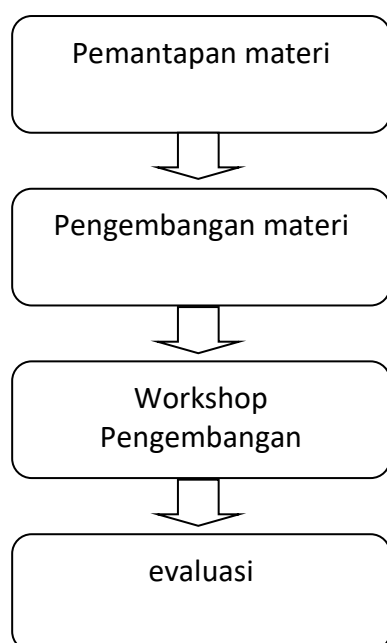 Pemantapan materi
Pengembangan materi
Workshop
Pengembangan
evaluasi